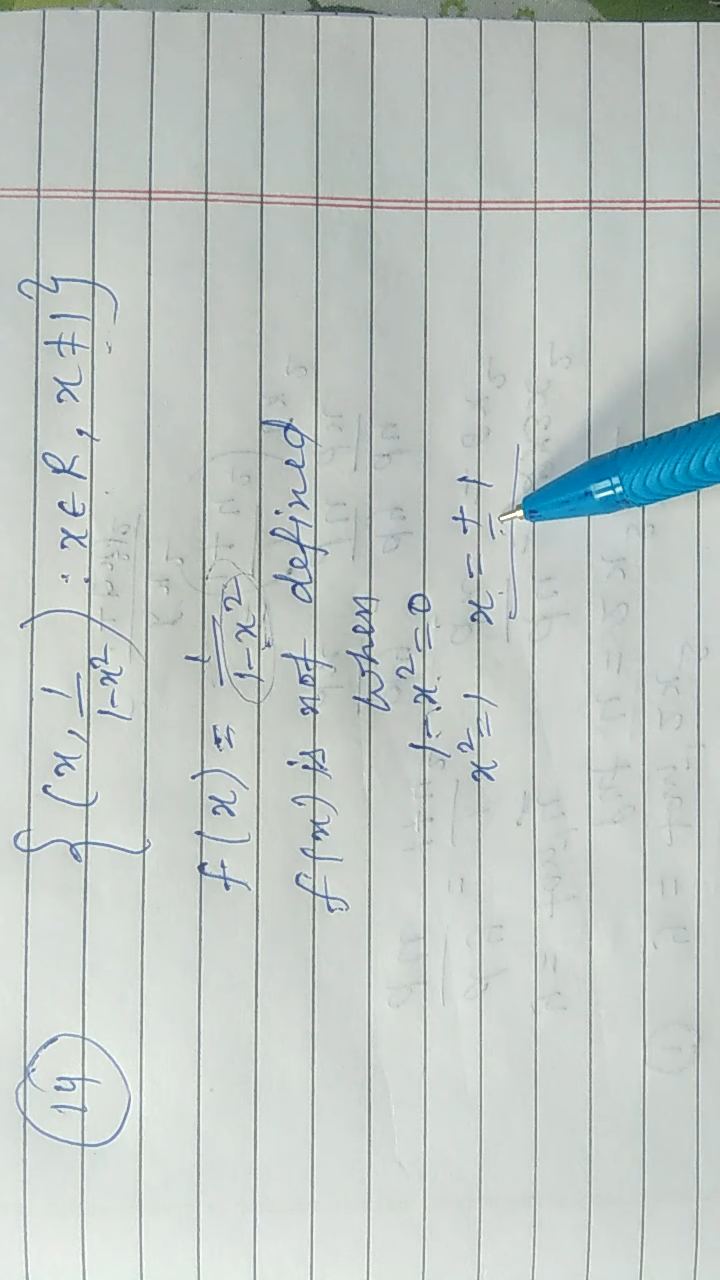 14 { (x, 1/1-x²) : x∈R, x≠1}
f(x) = 1/1-x²
f(x) is not defined
when
1-x²=0
x²=1 x=±1